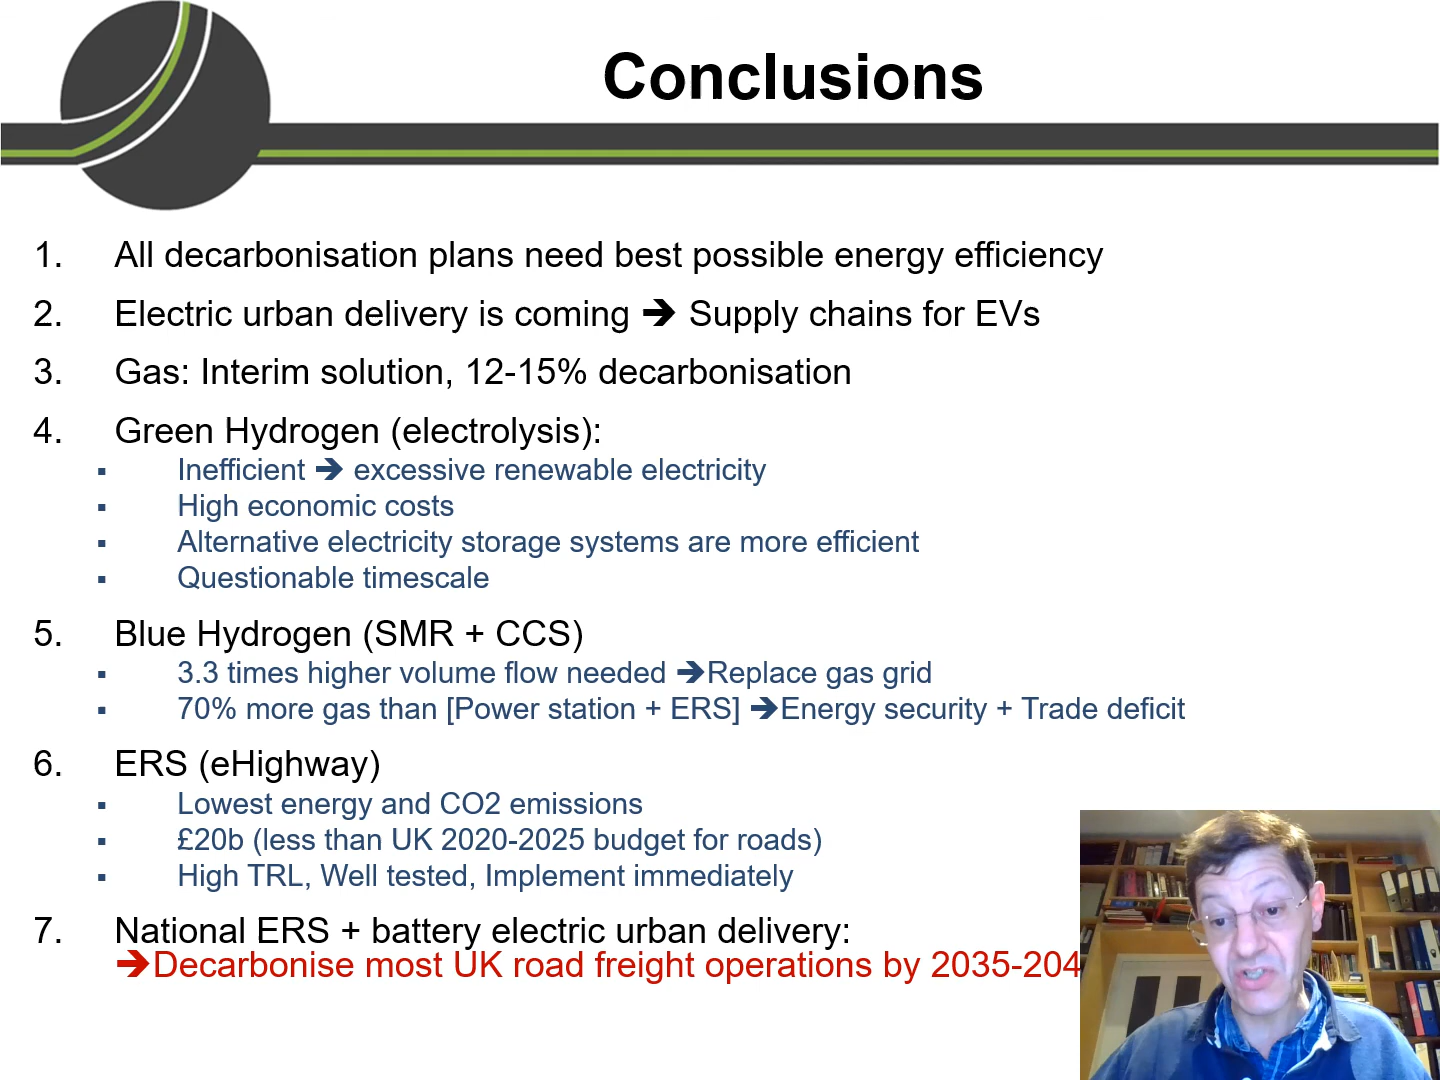 Conclusions
1. All decarbonisation plans need best possible energy efficiency
2. Electric urban delivery is coming ➔ Supply chains for EVs
3. Gas: Interim solution, 12-15% decarbonisation
4. Green Hydrogen (electrolysis):
▪ Inefficient ➔ excessive renewable electricity
▪ High economic costs
▪ Alternative electricity storage systems are more efficient
▪ Questionable timescale
5. Blue Hydrogen (SMR + CCS)
▪ 3.3 times higher volume flow needed ➔Replace gas grid
▪ 70% more gas than [Power station + ERS] ➔Energy security + Trade deficit
6. ERS (eHighway)
▪ Lowest energy and CO2 emissions
▪ £20b (less than UK 2020-2025 budget for roads)
▪ High TRL, Well tested, Implement immediately
7. National ERS + battery electric urban delivery:
➔Decarbonise most UK road freight operations by 2035-204